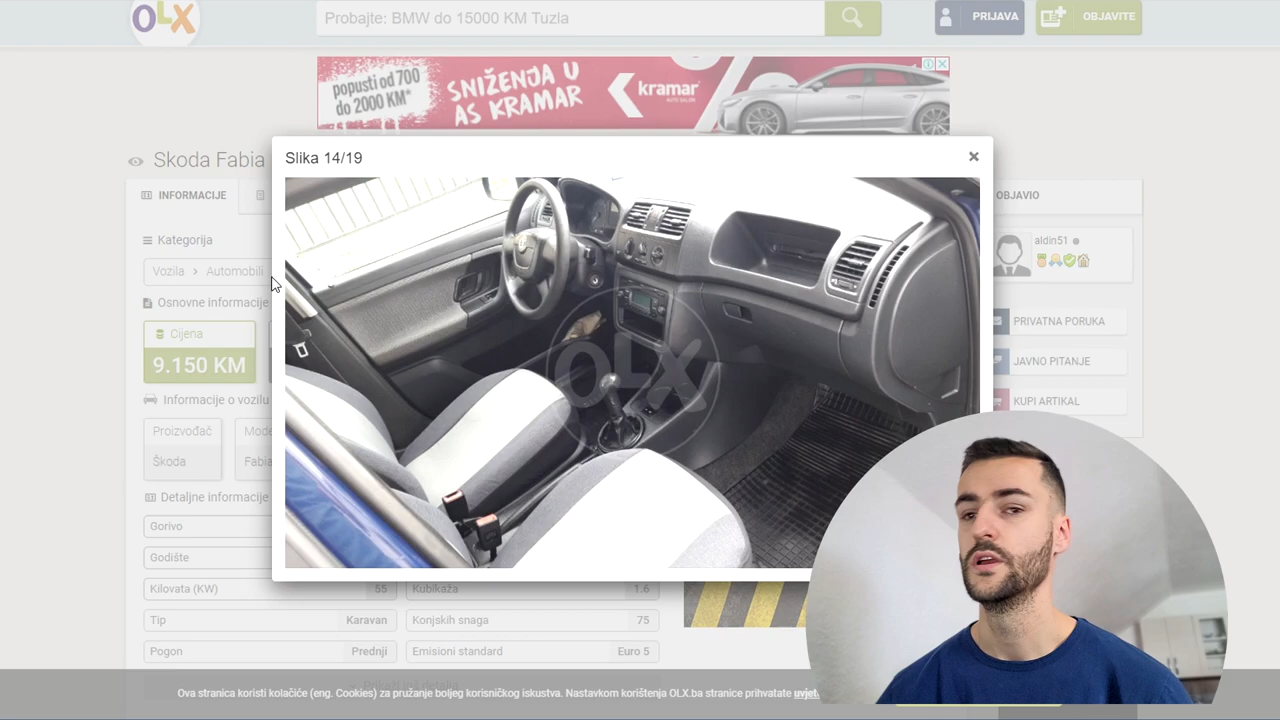 OLX
Probajte: BMW do 15000 KM Tuzla
PRIJAVA
OBJAVITE
popusti od 700
do 2000 KM*
SNIŽENJA U
AS KRAMAR
kramar
AUTO SALON
Skoda Fabia
Slika 14/19
×
INFORMACIJE
OBJAVIO
Kategorija
aldin51
Vozila > Automobili
Osnovne informacije
Cijena
9.150 KM
PRIVATNA PORUKA
JAVNO PITANJE
KUPI ARTIKAL
Informacije o vozilu
Proizvođač
Mode
Škoda
Fabia
OLX
Detaljne informacije
Gorivo
Godište
Kilovata (KW) 55
Kubikaža 1.6
Tip Karavan
Konjskih snaga 75
Pogon Prednji
Emisioni standard Euro 5
Ova stranica koristi kolačiće (eng. Cookies) za pružanje boljeg korisničkog iskustva. Nastavkom korištenja OLX.ba stranice prihvatate uvjet